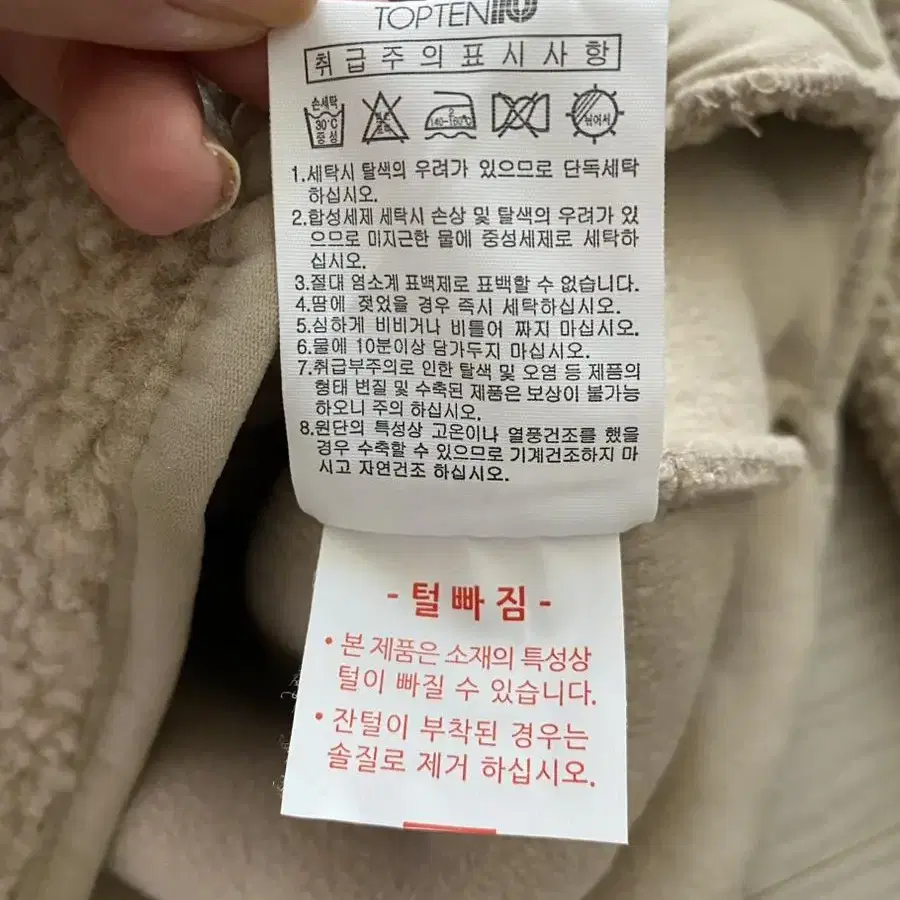 TOPTEN10
취급주의표시사항
손세탁
30℃
중성
140~160℃
드라이
1.세탁시 탈색의 우려가 있으므로 단독세탁
하십시오.
2.합성세제 세탁시 손상 및 탈색의 우려가 있
으므로 미지근한 물에 중성세제로 세탁하
십시오.
3.절대 염소계 표백제로 표백할 수 없습니다.
4.땀에 젖었을 경우 즉시 세탁하십시오.
5.심하게 비비거나 비틀어 짜지 마십시오.
6.물에 10분이상 담가두지 마십시오.
7.취급부주의로 인한 탈색 및 오염 등 제품의
형태 변질 및 수축된 제품은 보상이 불가능
하오니 주의 하십시오.
8.원단의 특성상 고온이나 열풍건조를 했을
경우 수축할 수 있으므로 기계건조하지 마
시고 자연건조 하십시오.
- 털빠짐 -
• 본 제품은 소재의 특성상
털이 빠질 수 있습니다.
• 잔털이 부착된 경우는
솔질로 제거 하십시오.